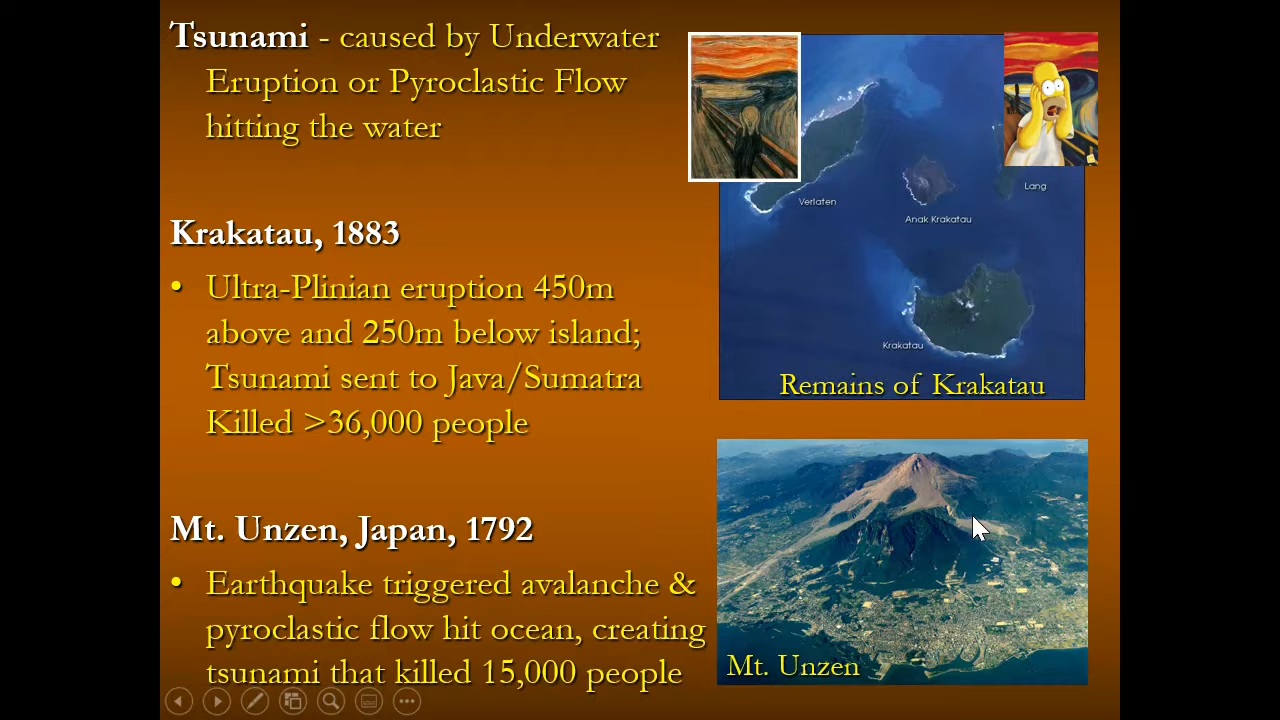 Tsunami - caused by Underwater
Eruption or Pyroclastic Flow
hitting the water
Krakatau, 1883
• Ultra-Plinian eruption 450m
above and 250m below island;
Tsunami sent to Java/Sumatra
Killed >36,000 people
Mt. Unzen, Japan, 1792
• Earthquake triggered avalanche &
pyroclastic flow hit ocean, creating
tsunami that killed 15,000 people
Verlaten
Lang
Anak Krakatau
Krakatau
Remains of Krakatau
Mt. Unzen